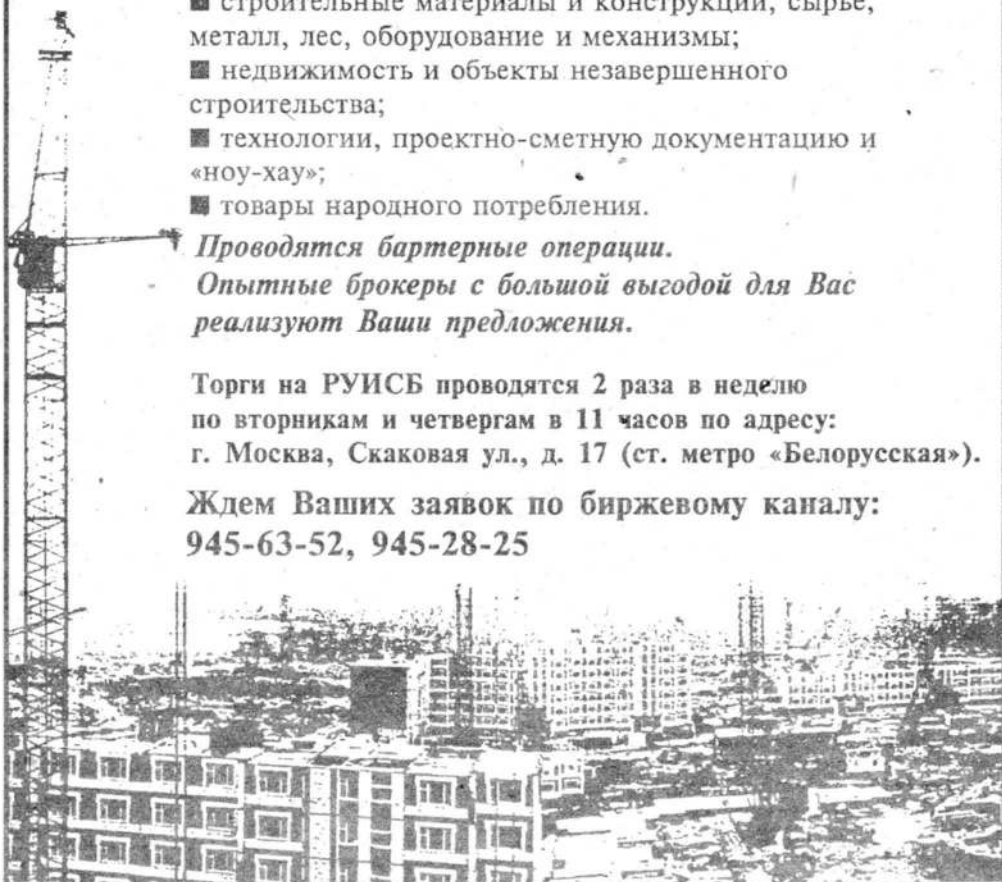 ■ строительные материалы и конструкции, сырье,
металл, лес, оборудование и механизмы;
■ недвижимость и объекты незавершенного
строительства;
■ технологии, проектно-сметную документацию и
«ноу-хау»;
■ товары народного потребления.
Проводятся бартерные операции.
Опытные брокеры с большой выгодой для Вас
реализуют Ваши предложения.
Торги на РУИСБ проводятся 2 раза в неделю
по вторникам и четвергам в 11 часов по адресу:
г. Москва, Скаковая ул., д. 17 (ст. метро «Белорусская»).
Ждем Ваших заявок по биржевому каналу:
945-63-52, 945-28-25